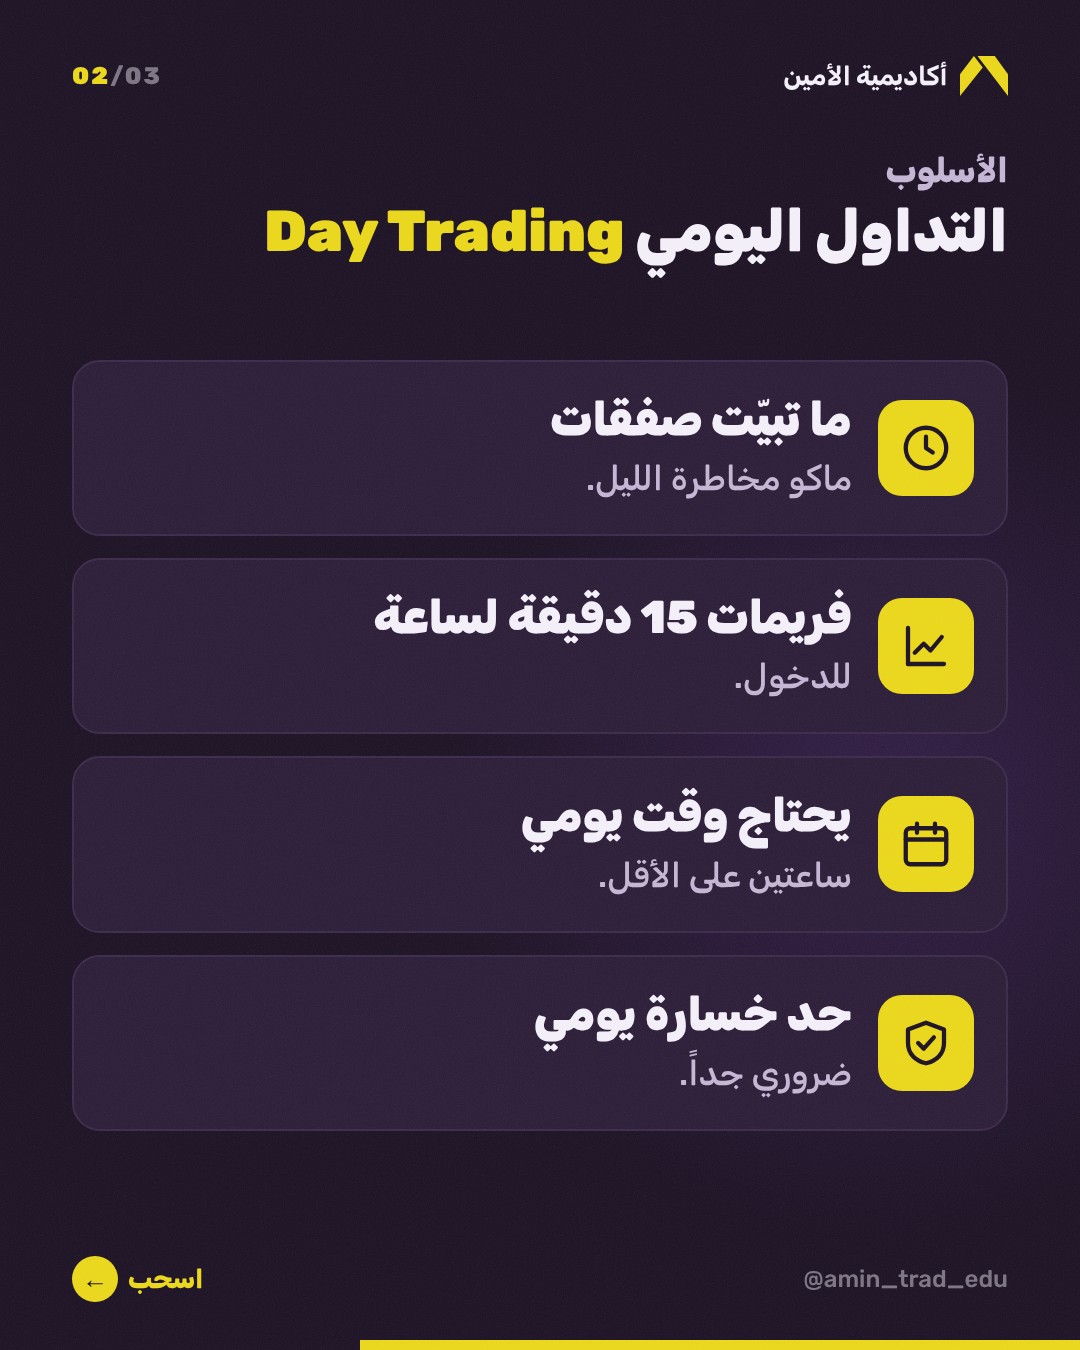 أكاديمية الأمين
02/03
الأسلوب
التداول اليومي Day Trading
ما تبيّت صفقات
ماكو مخاطرة الليل.
فريمات 15 دقيقة لساعة
للدخول.
يحتاج وقت يومي
ساعتين على الأقل.
حد خسارة يومي
ضروري جداً.
@amin_trad_edu
اسحب ←